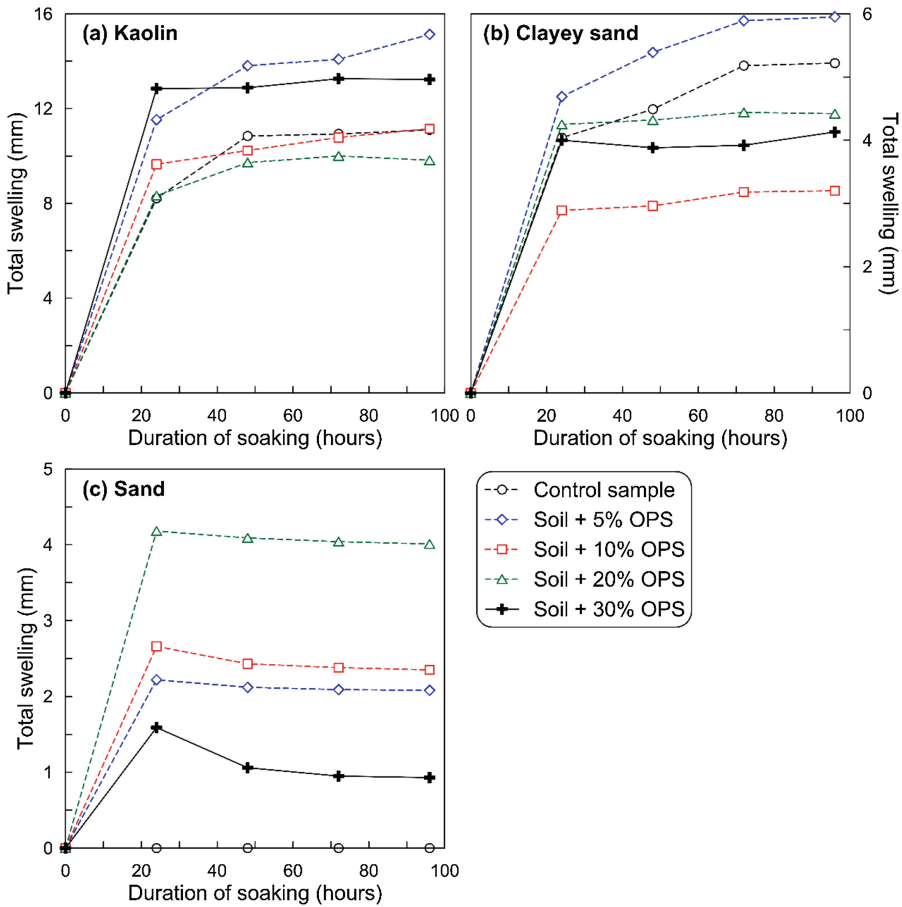 (a) Kaolin
Total swelling (mm)
16
12
8
4
0
0 20 40 60 80 100
Duration of soaking (hours)
(b) Clayey sand
Total swelling (mm)
6
4
2
0
0 20 40 60 80 100
Duration of soaking (hours)
(c) Sand
Total swelling (mm)
5
4
3
2
1
0
0 20 40 60 80 100
Duration of soaking (hours)
Control sample
Soil + 5% OPS
Soil + 10% OPS
Soil + 20% OPS
Soil + 30% OPS